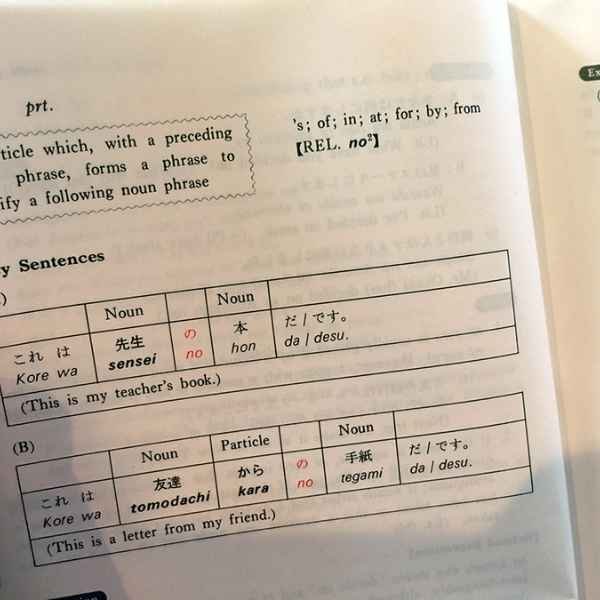 prt.
ticle which, with a preceding
phrase, forms a phrase to
ify a following noun phrase
's; of; in; at; for; by; from
【REL. no²】
y Sentences
)
Noun Noun
これ は 先生 の 本 だ / です。
Kore wa sensei no hon da / desu.
(This is my teacher's book.)
(B)
Noun Particle Noun
これ は 友達 から の 手紙 だ / です。
Kore wa tomodachi kara no tegami da / desu.
(This is a letter from my friend.)
Ex